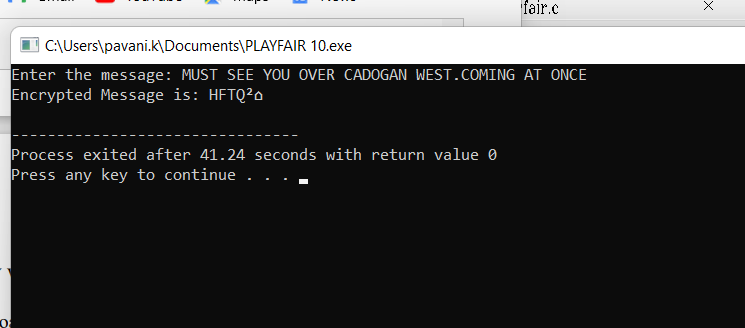 Gmail YouTube Maps News
fair.c
C:\Users\pavani.k\Documents\PLAYFAIR 10.exe
Enter the message: MUST SEE YOU OVER CADOGAN WEST.COMING AT ONCE
Encrypted Message is: HFTQ²⌂
--------------------------------
Process exited after 41.24 seconds with return value 0
Press any key to continue . . .